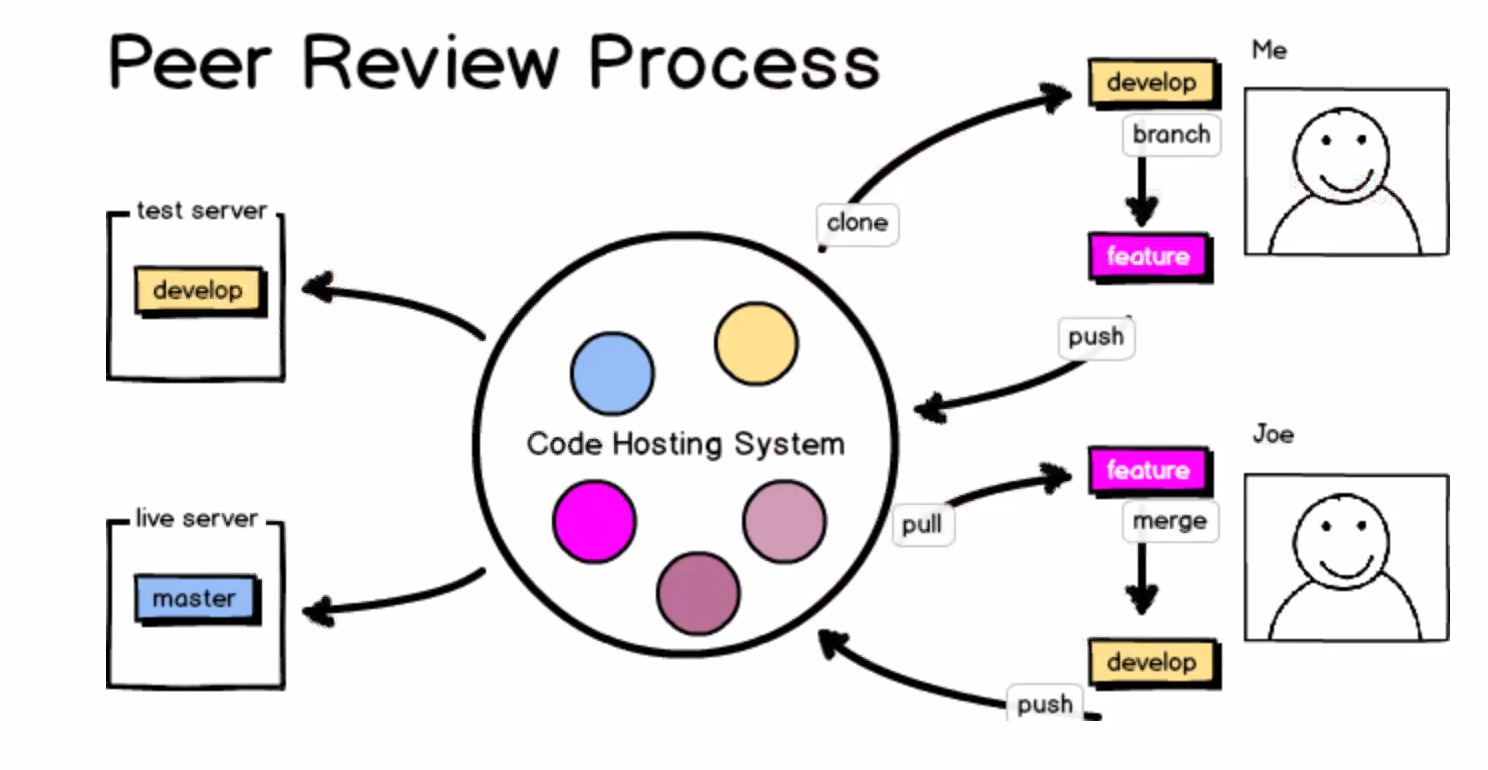 Peer Review Process
Me
develop
branch
clone
feature
test server
develop
push
Code Hosting System
Joe
feature
pull
merge
live server
master
develop
push